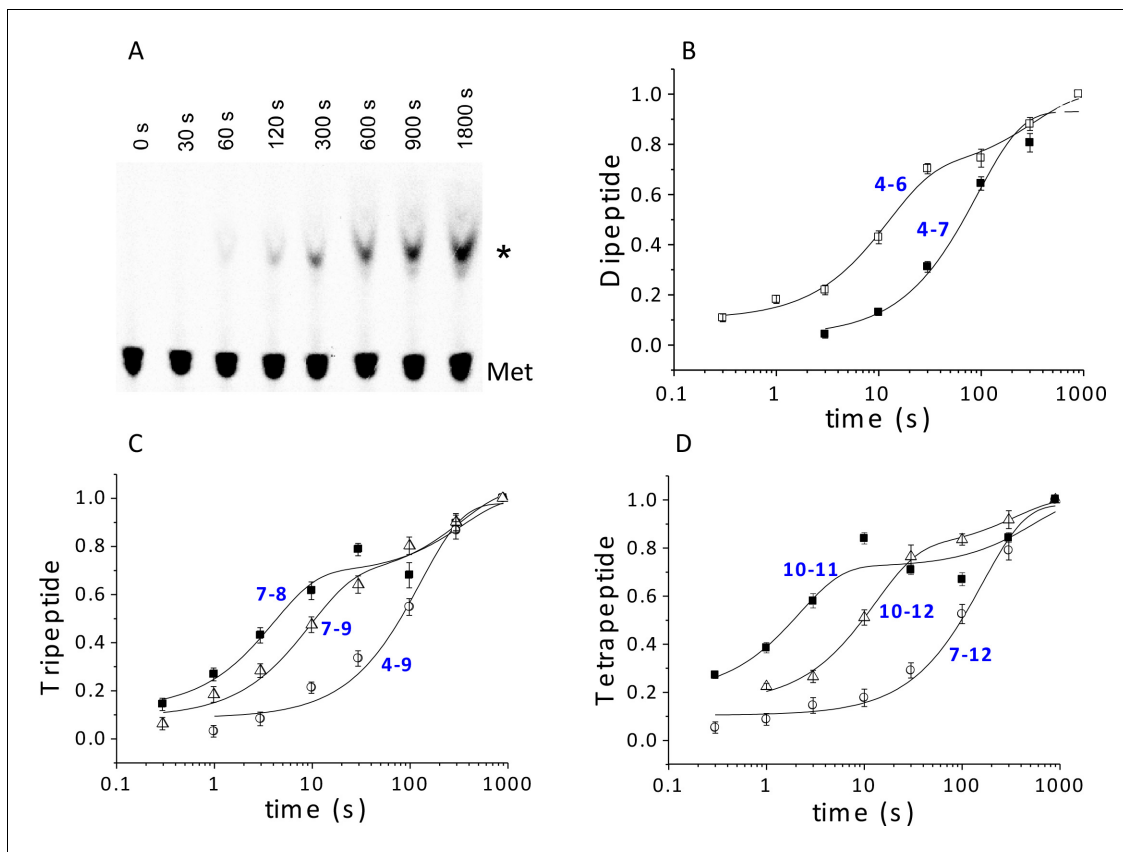 A
0 s
30 s
60 s
120 s
300 s
600 s
900 s
1800 s
*
Met
B
Dipeptide
1.0
0.8
0.6
0.4
0.2
0.0
4-6
4-7
0.1
1
10
100
1000
time (s)
C
Tripeptide
1.0
0.8
0.6
0.4
0.2
0.0
7-8
7-9
4-9
0.1
1
10
100
1000
time (s)
D
Tetrapeptide
1.0
0.8
0.6
0.4
0.2
0.0
10-11
10-12
7-12
0.1
1
10
100
1000
time (s)